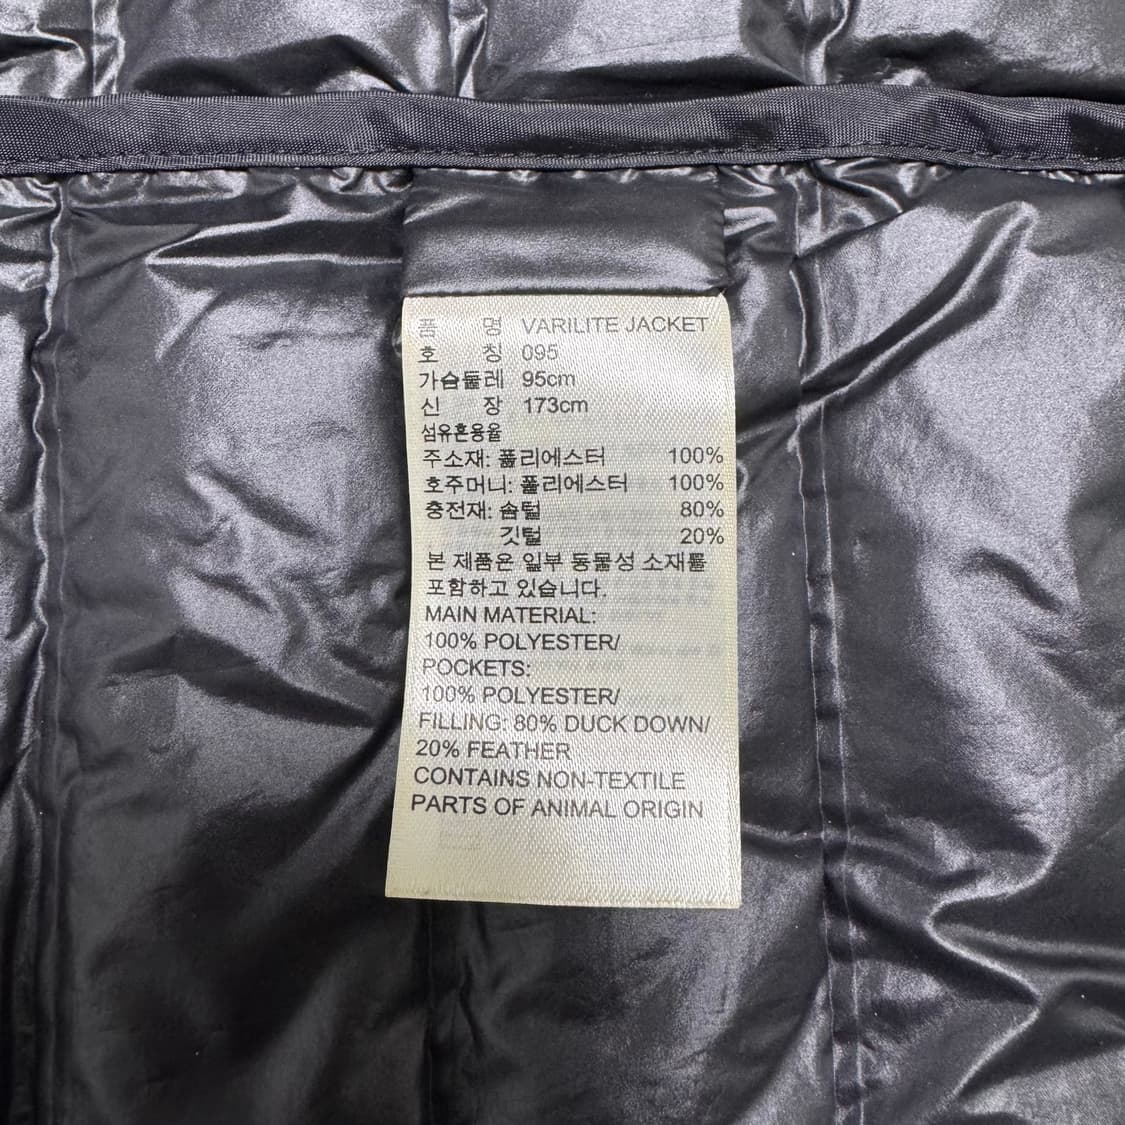 품 명 VARILITE JACKET
호 칭 095
가슴둘레 95cm
신 장 173cm
섬유혼용율
주소재: 폴리에스터 100%
호주머니: 폴리에스터 100%
충전재: 솜털 80%
깃털 20%
본 제품은 일부 동물성 소재를
포함하고 있습니다.
MAIN MATERIAL:
100% POLYESTER/
POCKETS:
100% POLYESTER/
FILLING: 80% DUCK DOWN/
20% FEATHER
CONTAINS NON-TEXTILE
PARTS OF ANIMAL ORIGIN